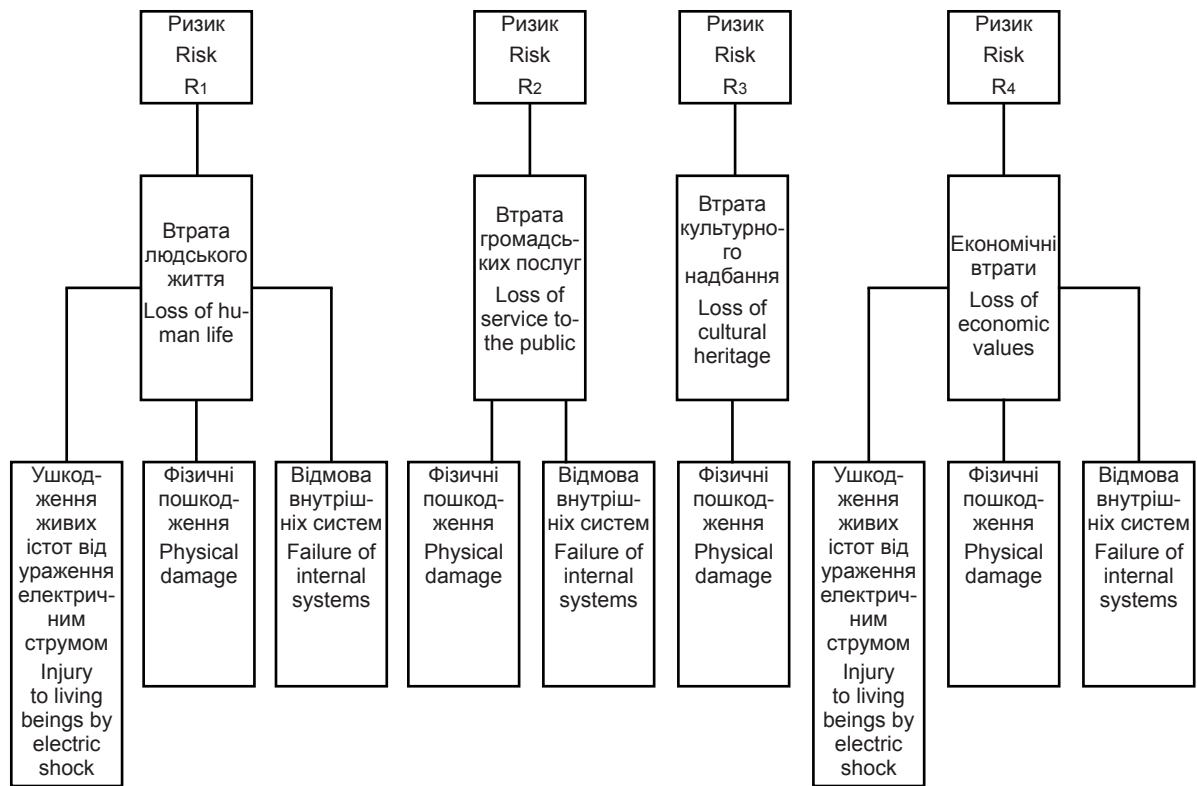 Ризик
Risk
R1
Ризик
Risk
R2
Ризик
Risk
R3
Ризик
Risk
R4
Втрата
людського
життя
Loss of hu-
man life
Втрата
громадсь-
ких послуг
Loss of
service to-
the public
Втрата
культурно-
го
надбання
Loss of
cultural
heritage
Економічні
втрати
Loss of
economic
values
Ушкод-
ження
живих
істот від
ураження
електрич-
ним
струмом
Injury
to living
beings by
electric
shock
Фізичні
пошкод-
ження
Physical
damage
Відмова
внутріш-
ніх систем
Failure of
internal
systems
Фізичні
пошкод-
ження
Physical
damage
Відмова
внутріш-
ніх систем
Failure of
internal
systems
Фізичні
пошкод-
ження
Physical
damage
Ушкод-
ження
живих
істот від
ураження
електрич-
ним
струмом
Injury
to living
beings by
electric
shock
Фізичні
пошкод-
ження
Physical
damage
Відмова
внутріш-
ніх систем
Failure of
internal
systems